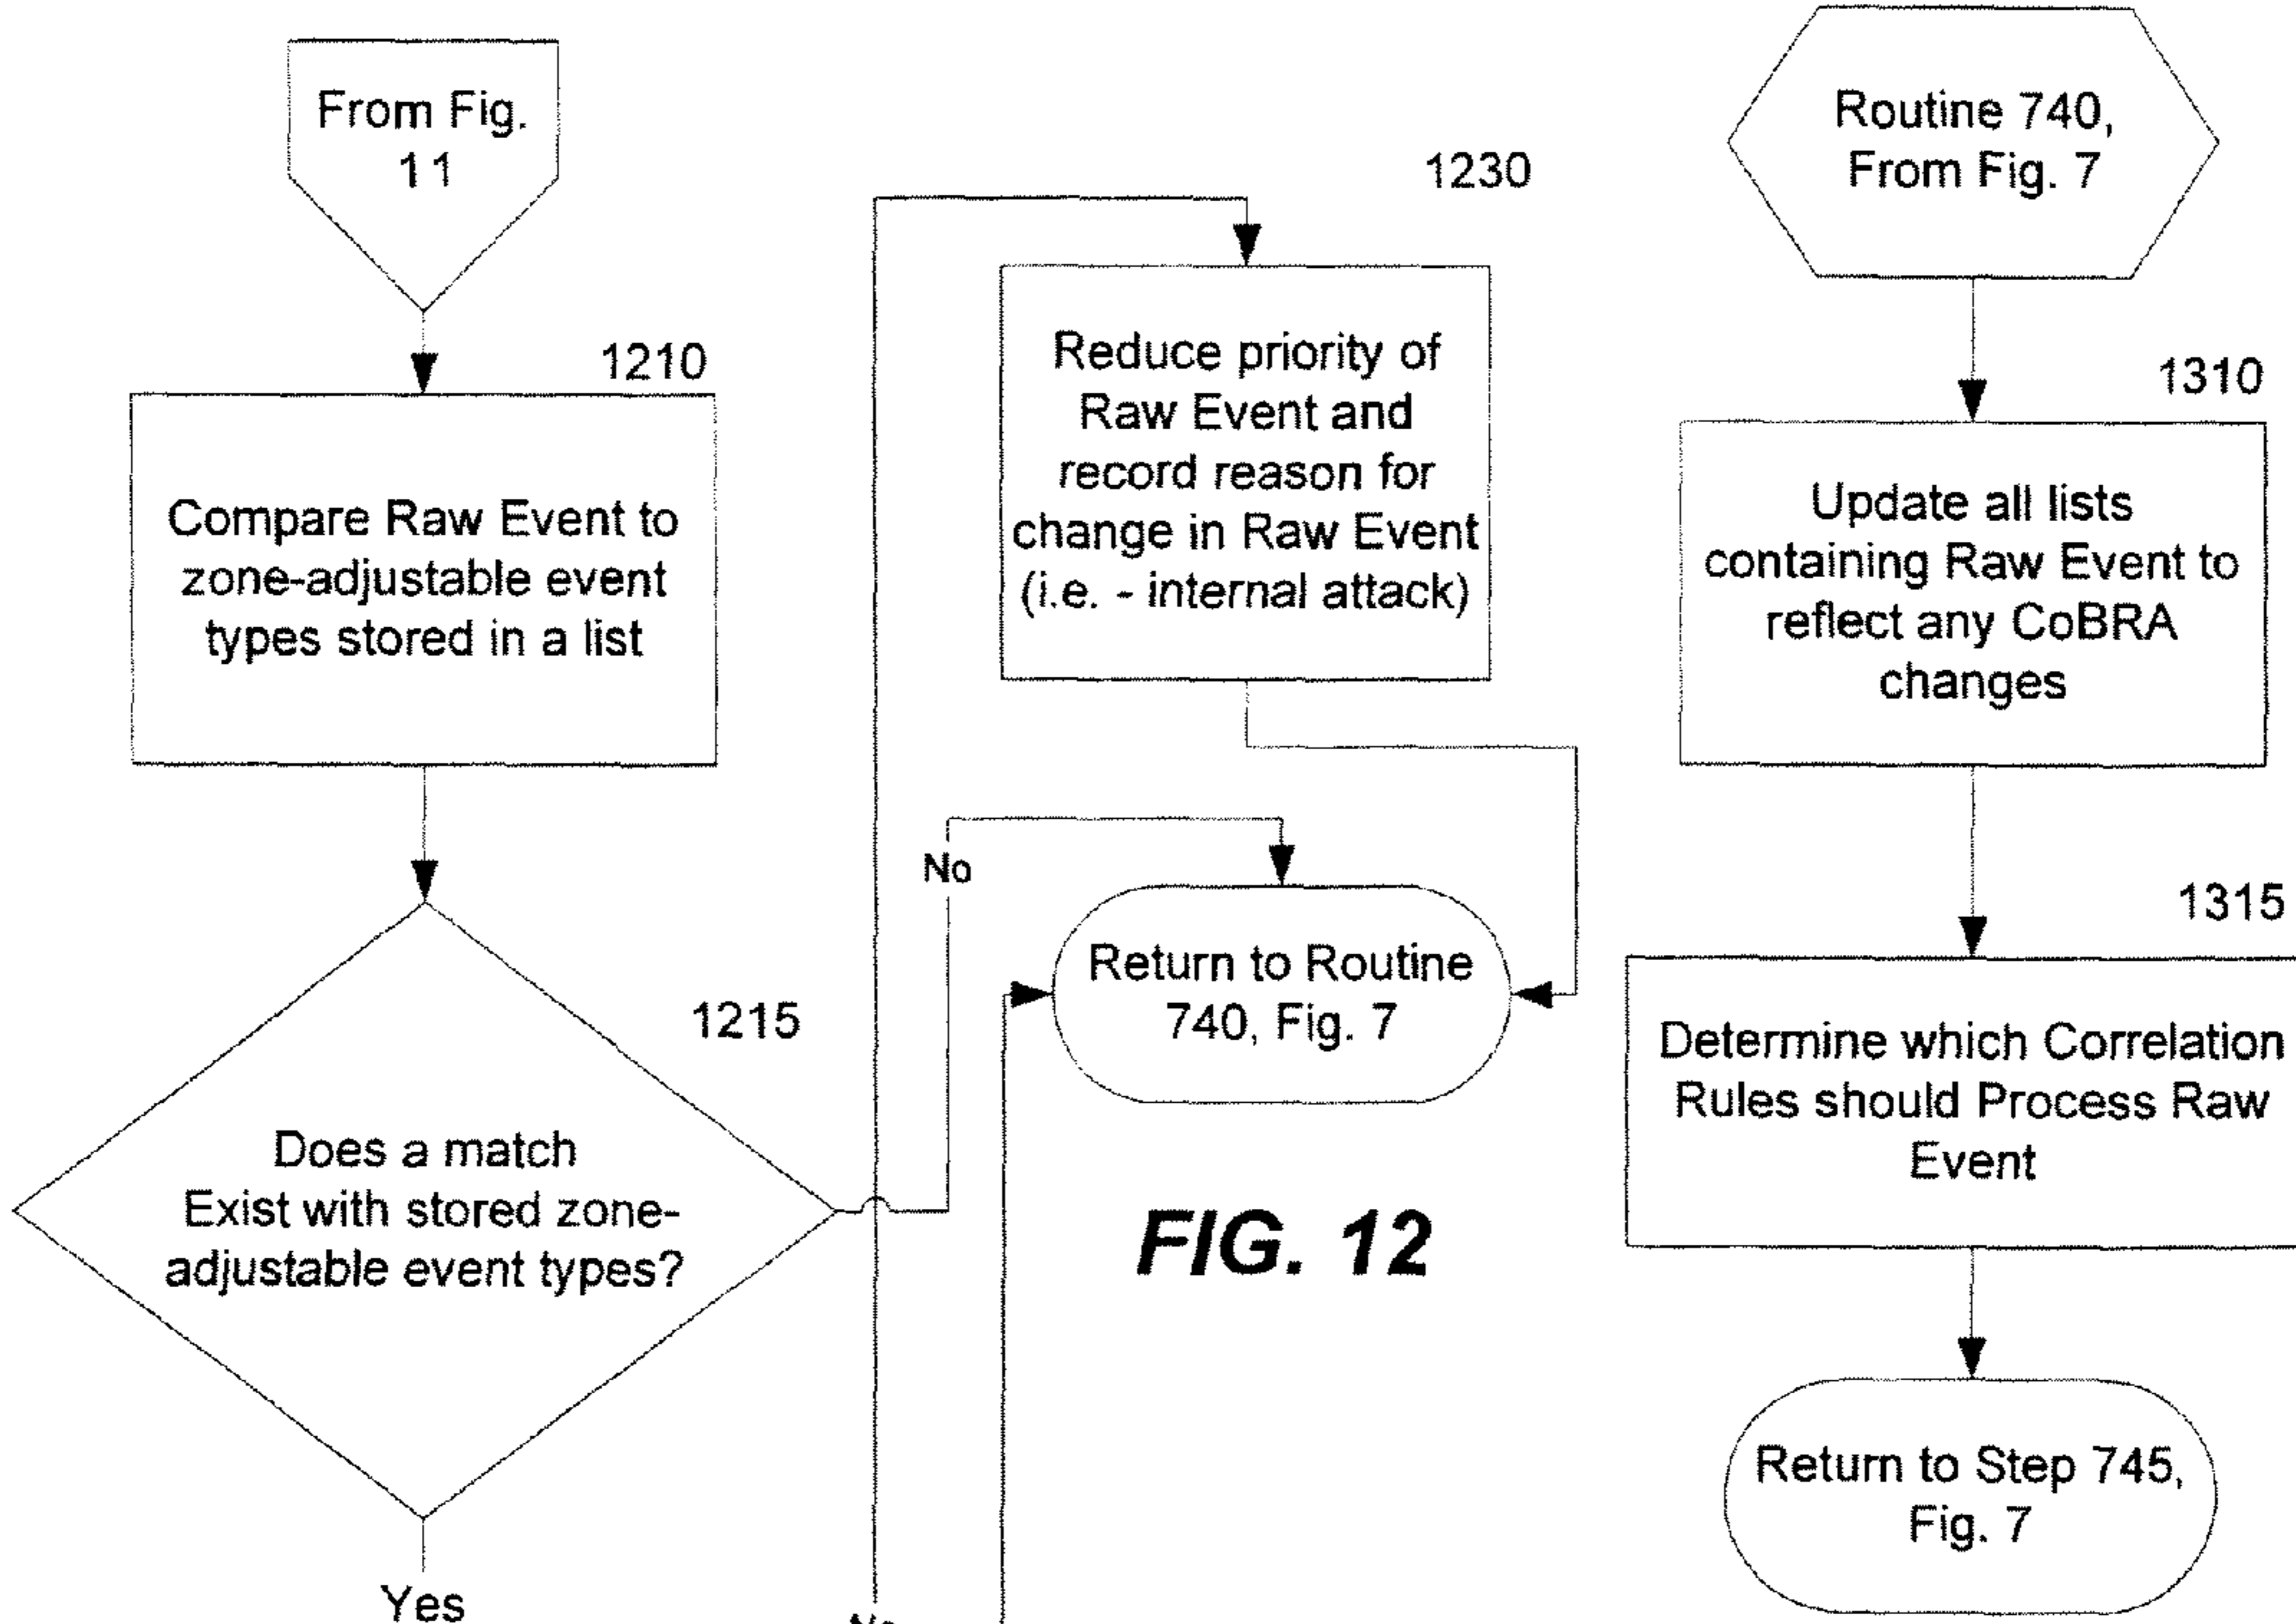 From Fig.
11
1210
Compare Raw Event to
zone-adjustable event
types stored in a list
1215
Does a match
Exist with stored zone-
adjustable event types?
Yes
No
1230
Reduce priority of
Raw Event and
record reason for
change in Raw Event
(i.e. - internal attack)
No
Return to Routine
740, Fig. 7
FIG. 12
Routine 740,
From Fig. 7
1310
Update all lists
containing Raw Event to
reflect any CoBRA
changes
1315
Determine which Correlation
Rules should Process Raw
Event
Return to Step 745,
Fig. 7